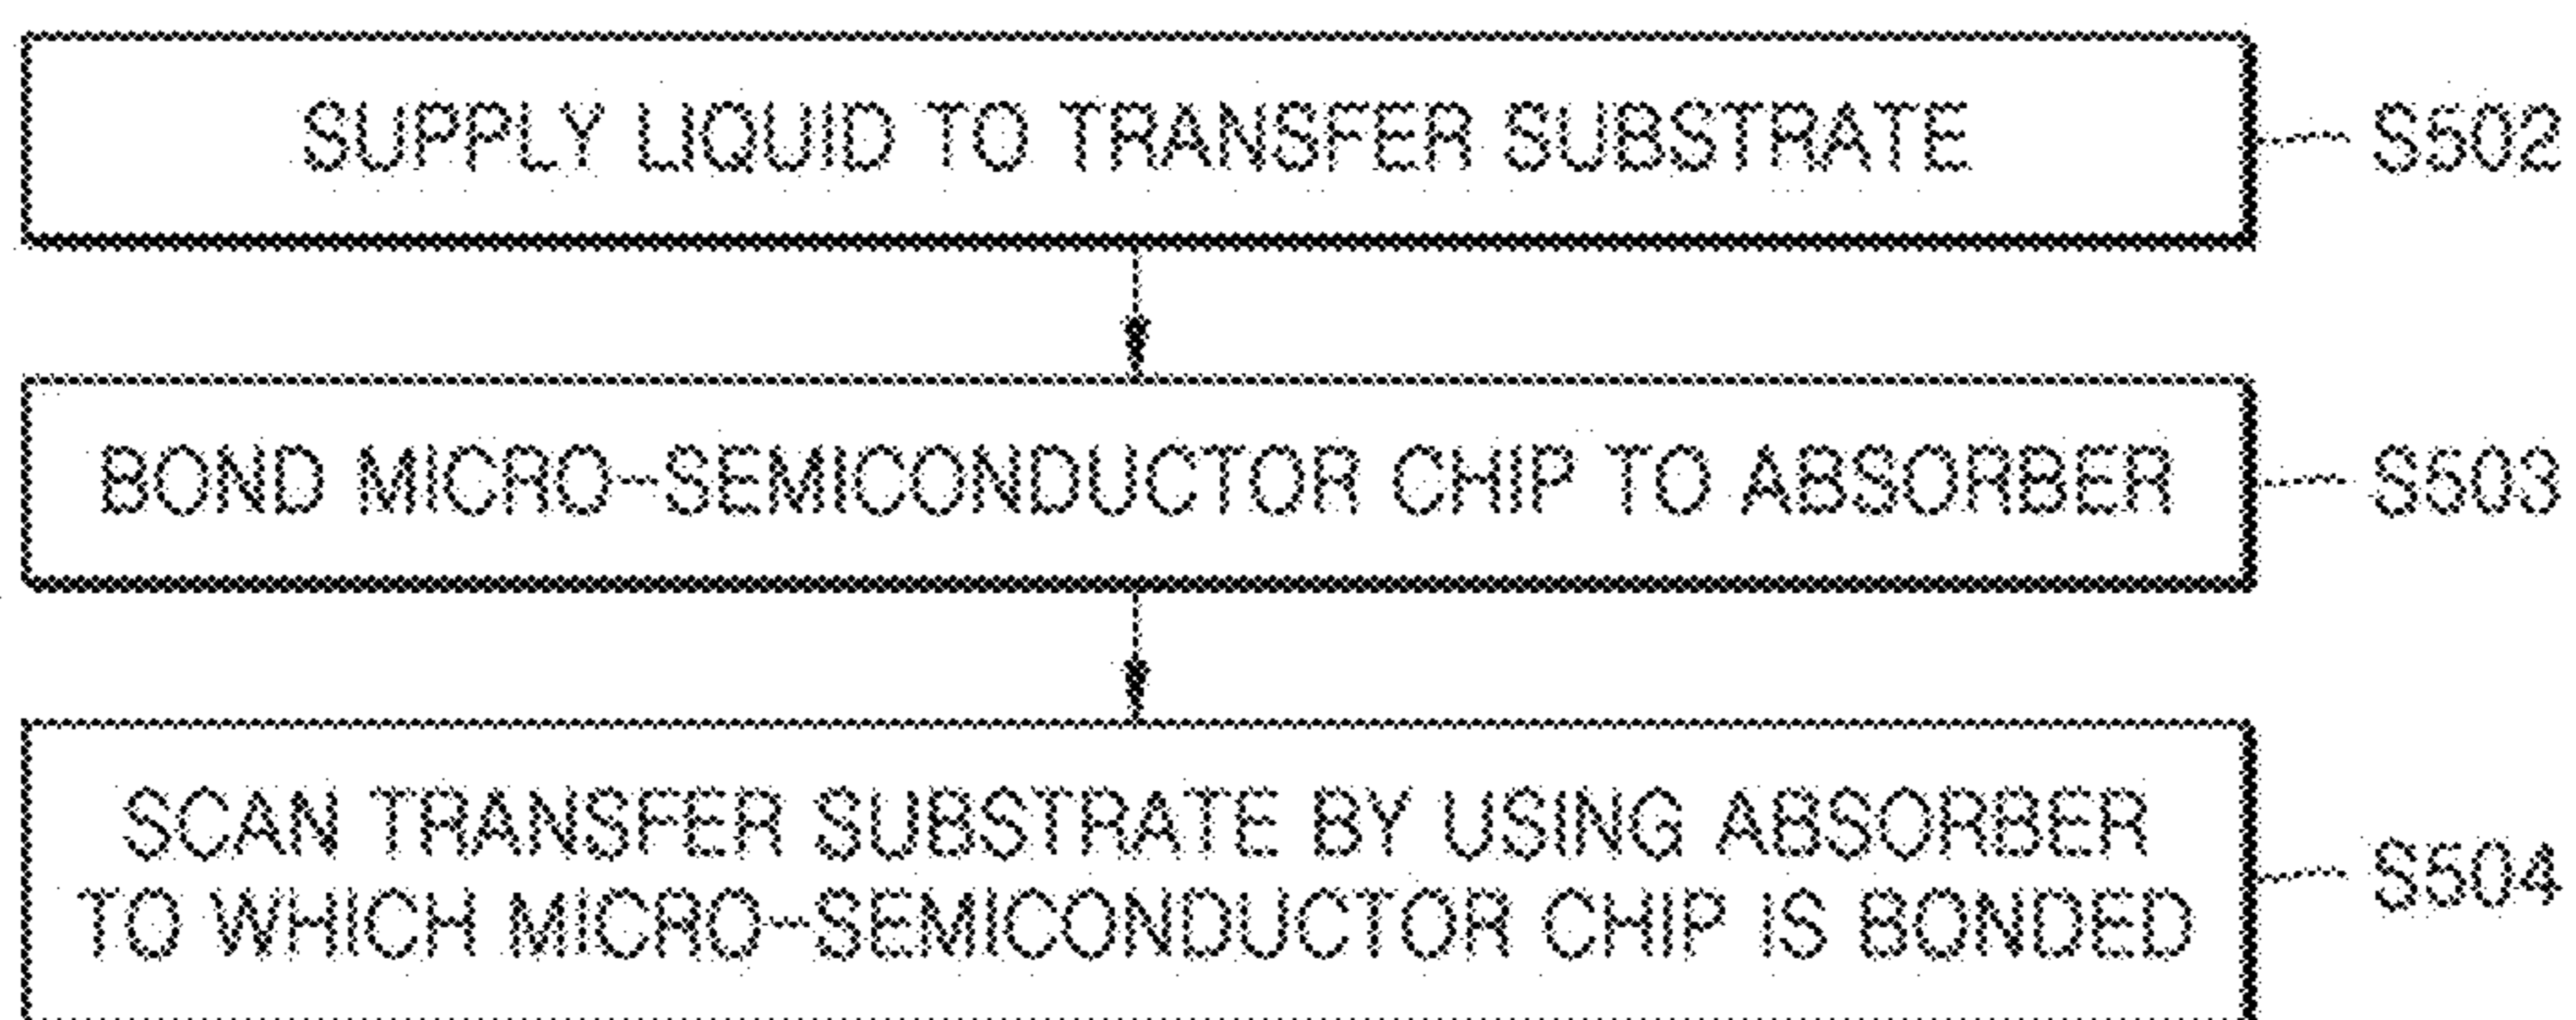 SUPPLY LIQUID TO TRANSFER SUBSTRATE S502
BOND MICRO-SEMICONDUCTOR CHIP TO ABSORBER S503
SCAN TRANSFER SUBSTRATE BY USING ABSORBER
TO WHICH MICRO-SEMICONDUCTOR CHIP IS BONDED
S504